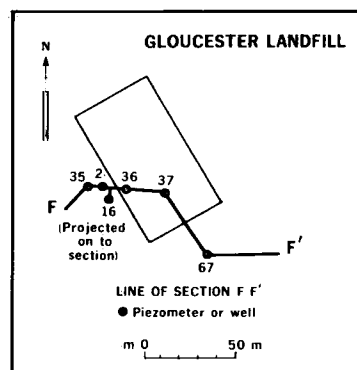 GLOUCESTER LANDFILL
N
35
2
36
37
16
F
(Projected
on to
section)
67
F'
LINE OF SECTION F F'
Piezometer or well
m 0 50 m